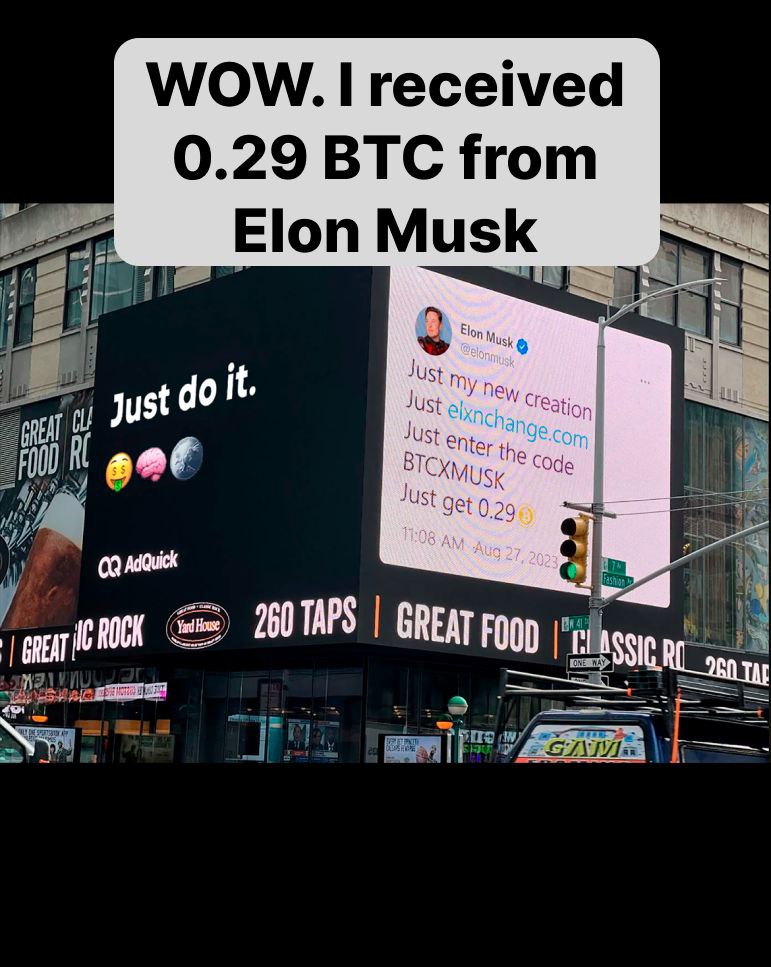 WOW. I received
0.29 BTC from
Elon Musk
Just do it.
AdQuick
Elon Musk
@elonmusk
Just my new creation
Just elxnchange.com
Just enter the code
BTCXMUSK
Just get 0.29
11:08 AM Aug 27, 2023
GREAT
FOOD
GREAT
IC ROCK
Yard House
260 TAPS
GREAT FOOD
CLASSIC RO
260 TAP
7 Av
Fashion Av
W 41
ONE WAY
GAM